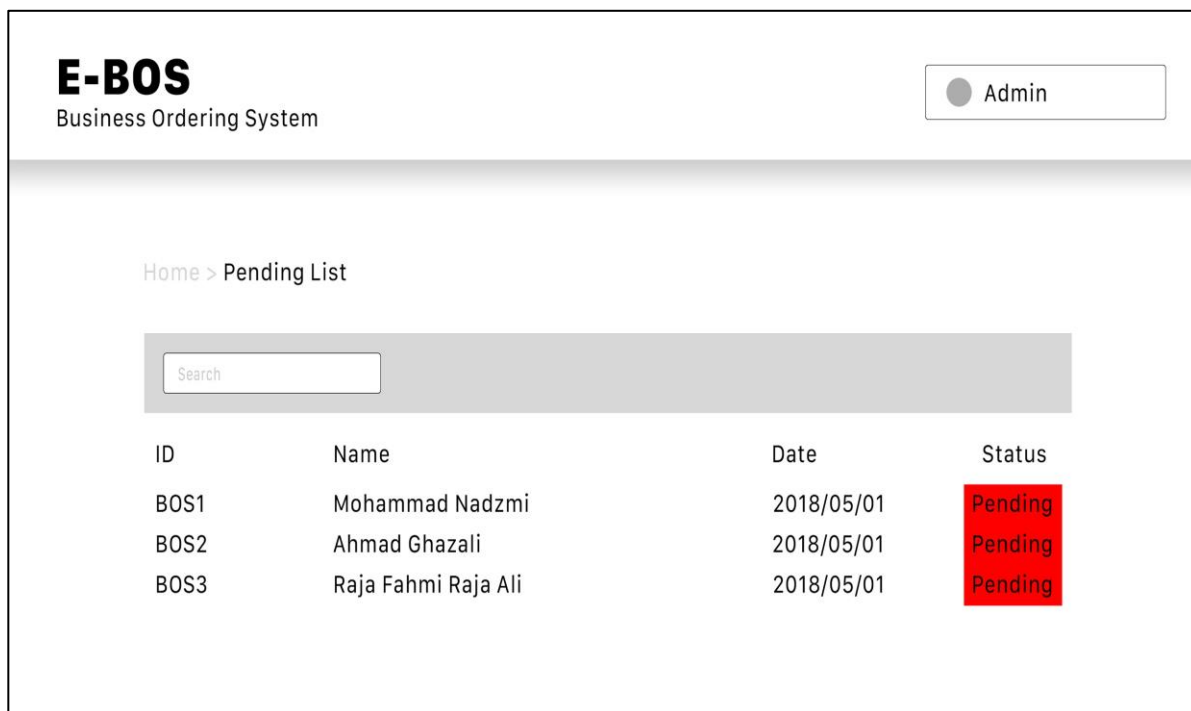 E-BOS
Business Ordering System
Admin
Home > Pending List
Search
ID Name Date Status
BOS1 Mohammad Nadzmi 2018/05/01 Pending
BOS2 Ahmad Ghazali 2018/05/01 Pending
BOS3 Raja Fahmi Raja Ali 2018/05/01 Pending